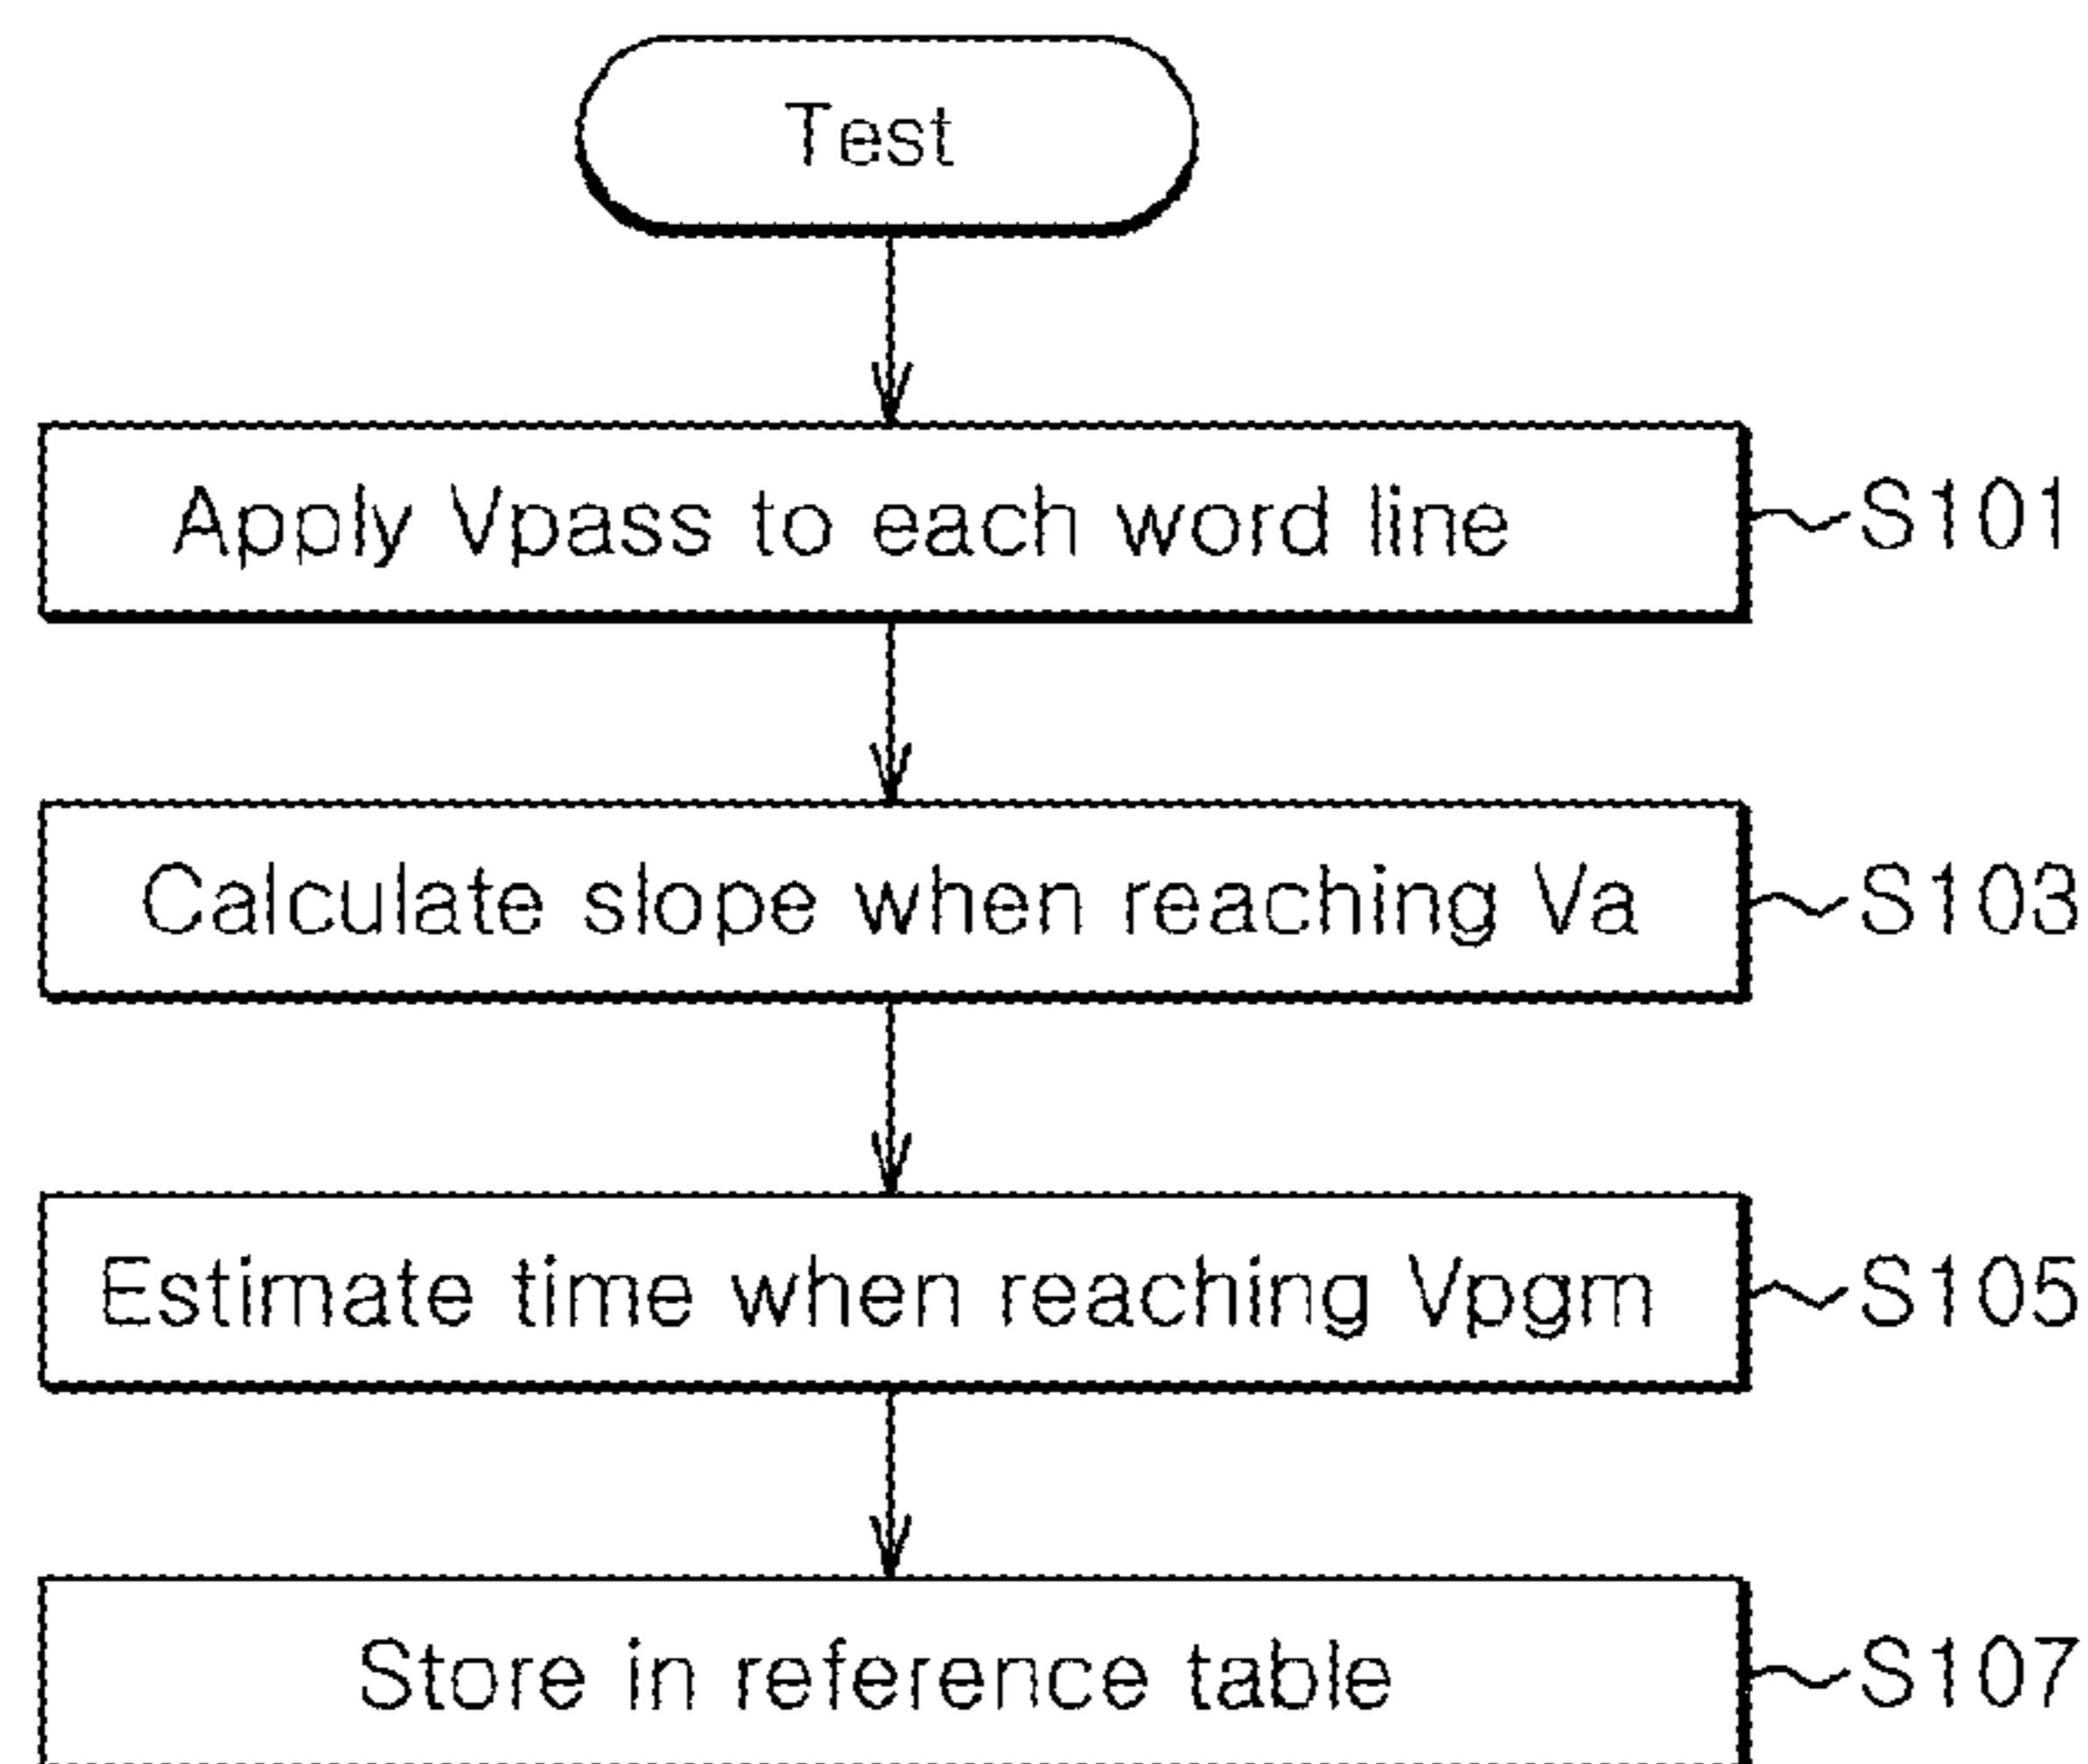 Test
Apply Vpass to each word line
S101
Calculate slope when reaching Va
S103
Estimate time when reaching Vpgm
S105
Store in reference table
S107